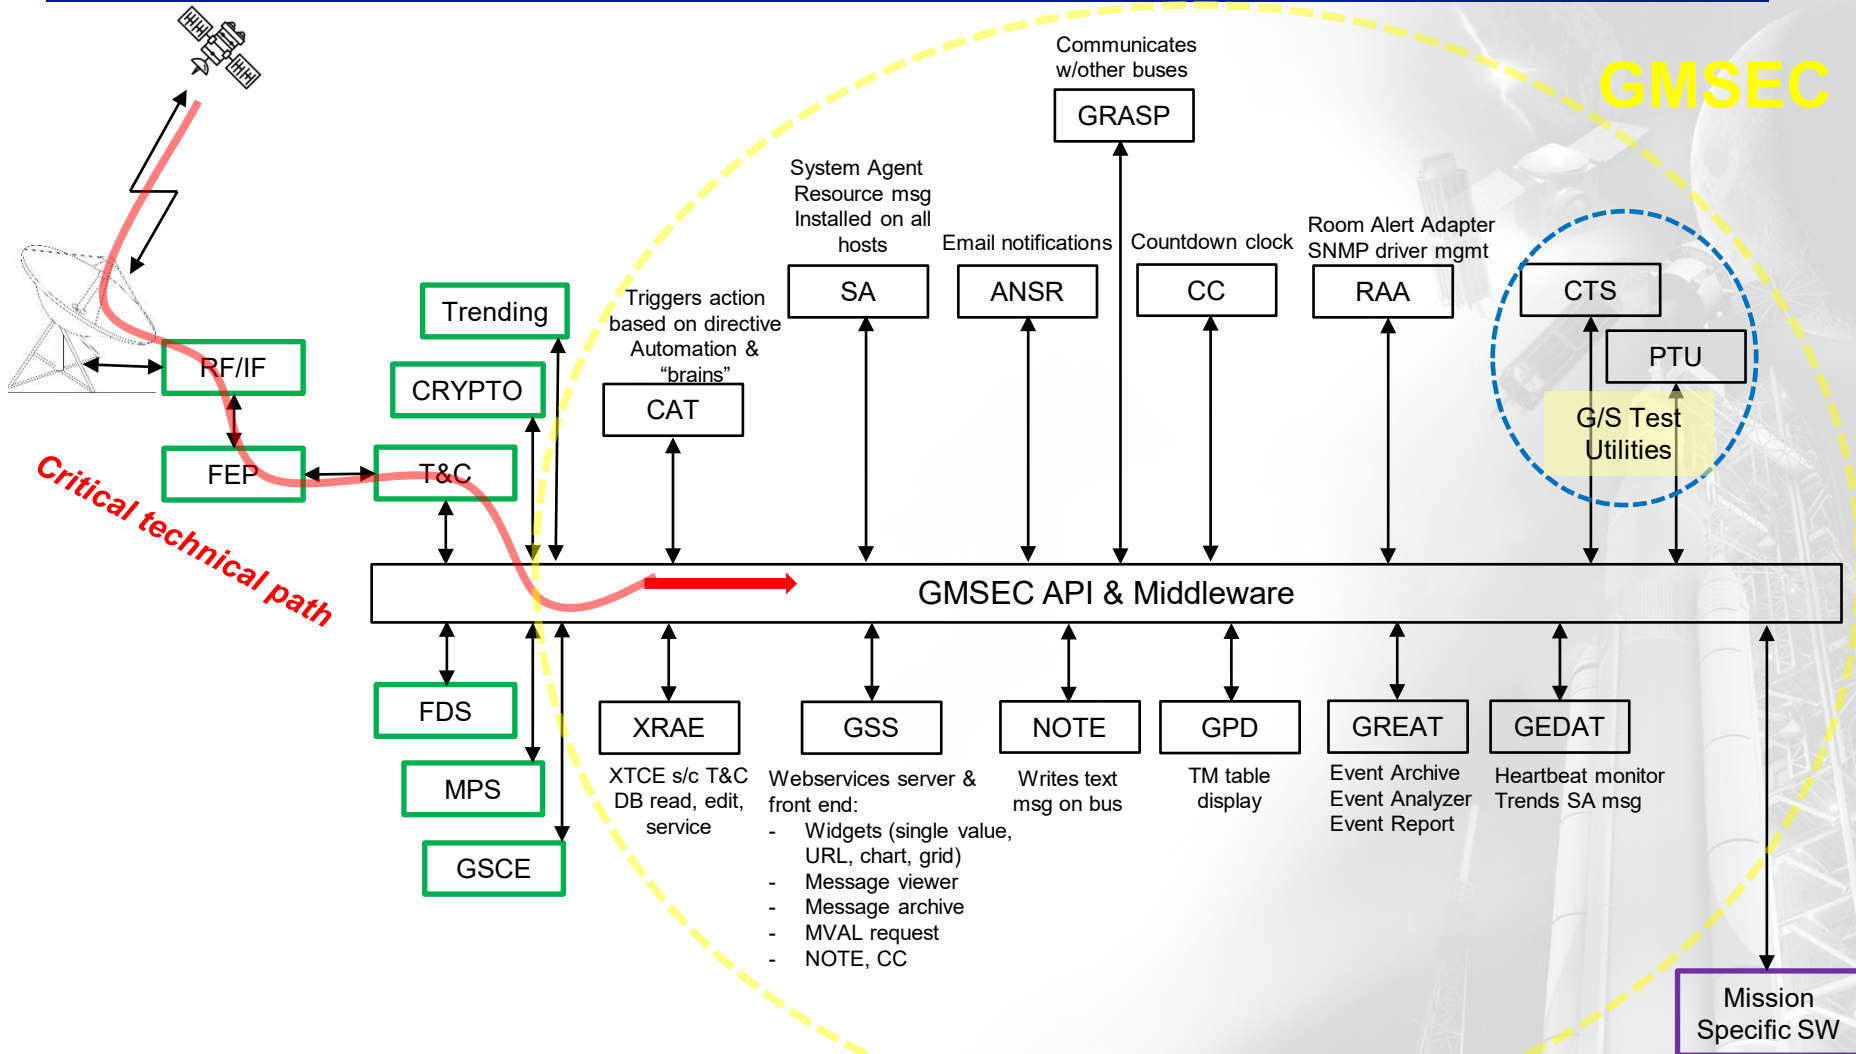 GMSEC
Communicates
w/other buses
GRASP
System Agent
Resource msg
Installed on all
hosts
SA
Email notifications
ANSR
Countdown clock
CC
Room Alert Adapter
SNMP driver mgmt
RAA
CTS
PTU
G/S Test
Utilities
Trending
Triggers action
based on directive
Automation &
“brains”
CAT
CRYPTO
RF/IF
FEP
T&C
Critical technical path
GMSEC API & Middleware
FDS
MPS
GSCE
XRAE
XTCE s/c T&C
DB read, edit,
service
GSS
Webservices server &
front end:
- Widgets (single value,
URL, chart, grid)
- Message viewer
- Message archive
- MVAL request
- NOTE, CC
NOTE
Writes text
msg on bus
GPD
TM table
display
GREAT
Event Archive
Event Analyzer
Event Report
GEDAT
Heartbeat monitor
Trends SA msg
Mission
Specific SW